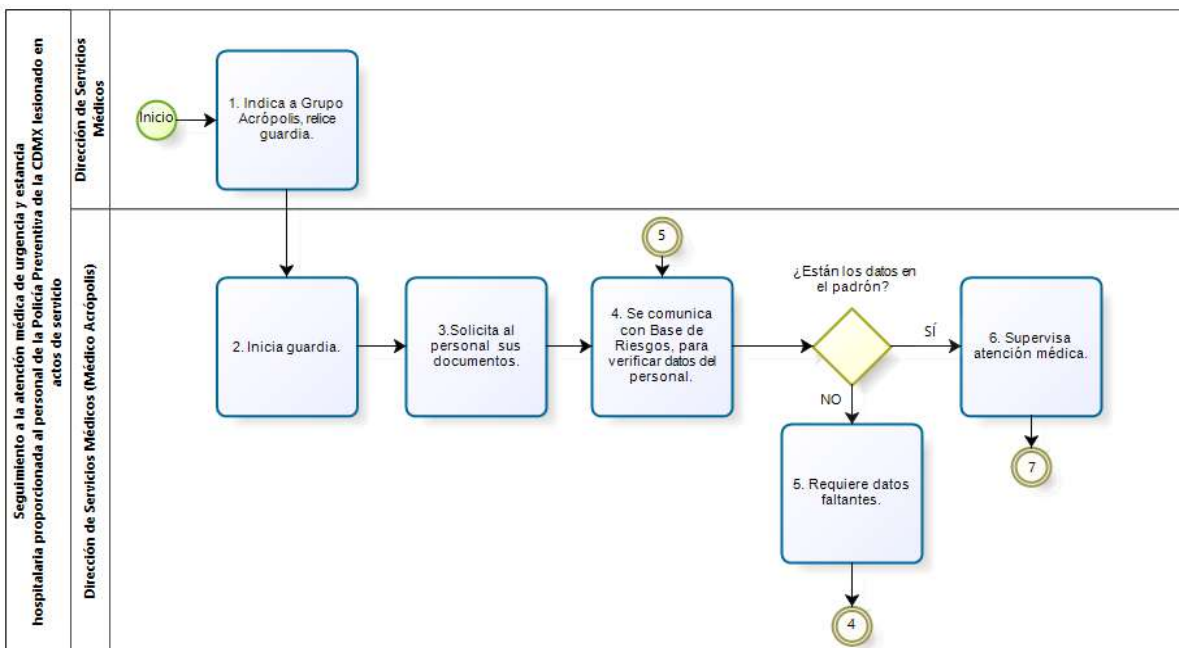 Seguimiento a la atención médica de urgencia y estancia
hospitalaria proporcionada al personal de la Policía Preventiva de la CDMX lesionado en
actos de servicio
Dirección de Servicios
Médicos
Inicio
1. Indica a Grupo
Acrópolis, relice
guardia.
Dirección de Servicios Médicos (Médico Acrópolis)
2. Inicia guardia.
3.Solicita al
personal sus
documentos.
5
4. Se comunica
con Base de
Riesgos, para
verificar datos del
personal.
¿Están los datos en
el padrón?
SÍ
NO
6. Supervisa
atención médica.
7
5. Requiere datos
faltantes.
4